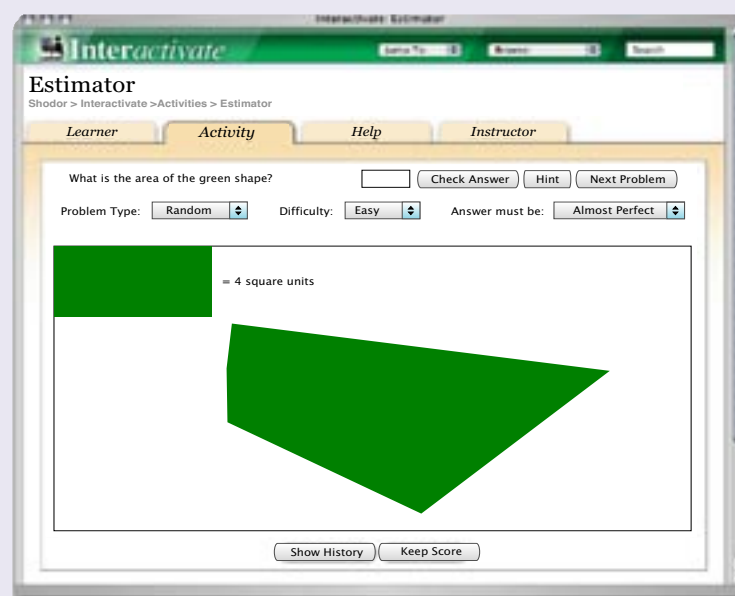 Interactivate: Estimator
Interactivate
Jump To
Browse
Search
Estimator
Shodor > Interactivate >Activities > Estimator
Learner Activity Help Instructor
What is the area of the green shape? Check Answer Hint Next Problem
Problem Type: Random Difficulty: Easy Answer must be: Almost Perfect
= 4 square units
Show History Keep Score